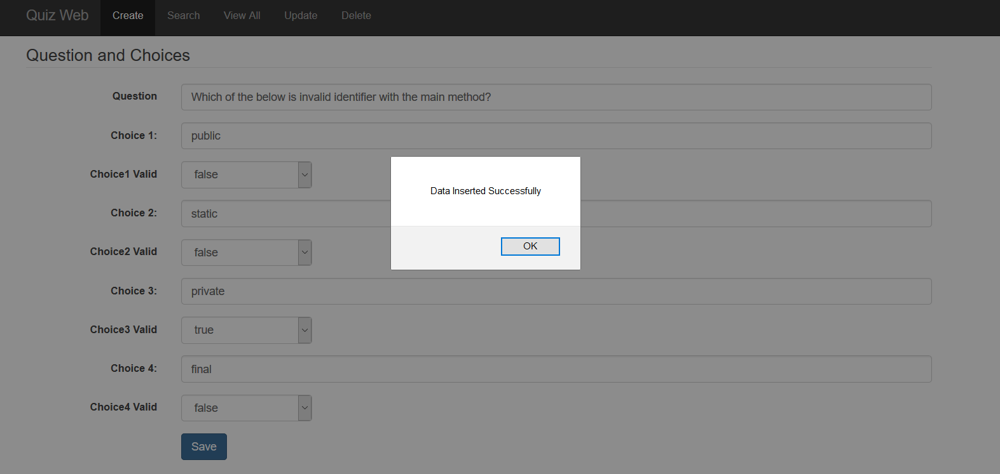 Quiz Web Create Search View All Update Delete
Question and Choices
Question Which of the below is invalid identifier with the main method?
Choice 1: public
Choice1 Valid false
Choice 2: static
Choice2 Valid false
Choice 3: private
Choice3 Valid true
Choice 4: final
Choice4 Valid false
Save
Data Inserted Successfully
OK